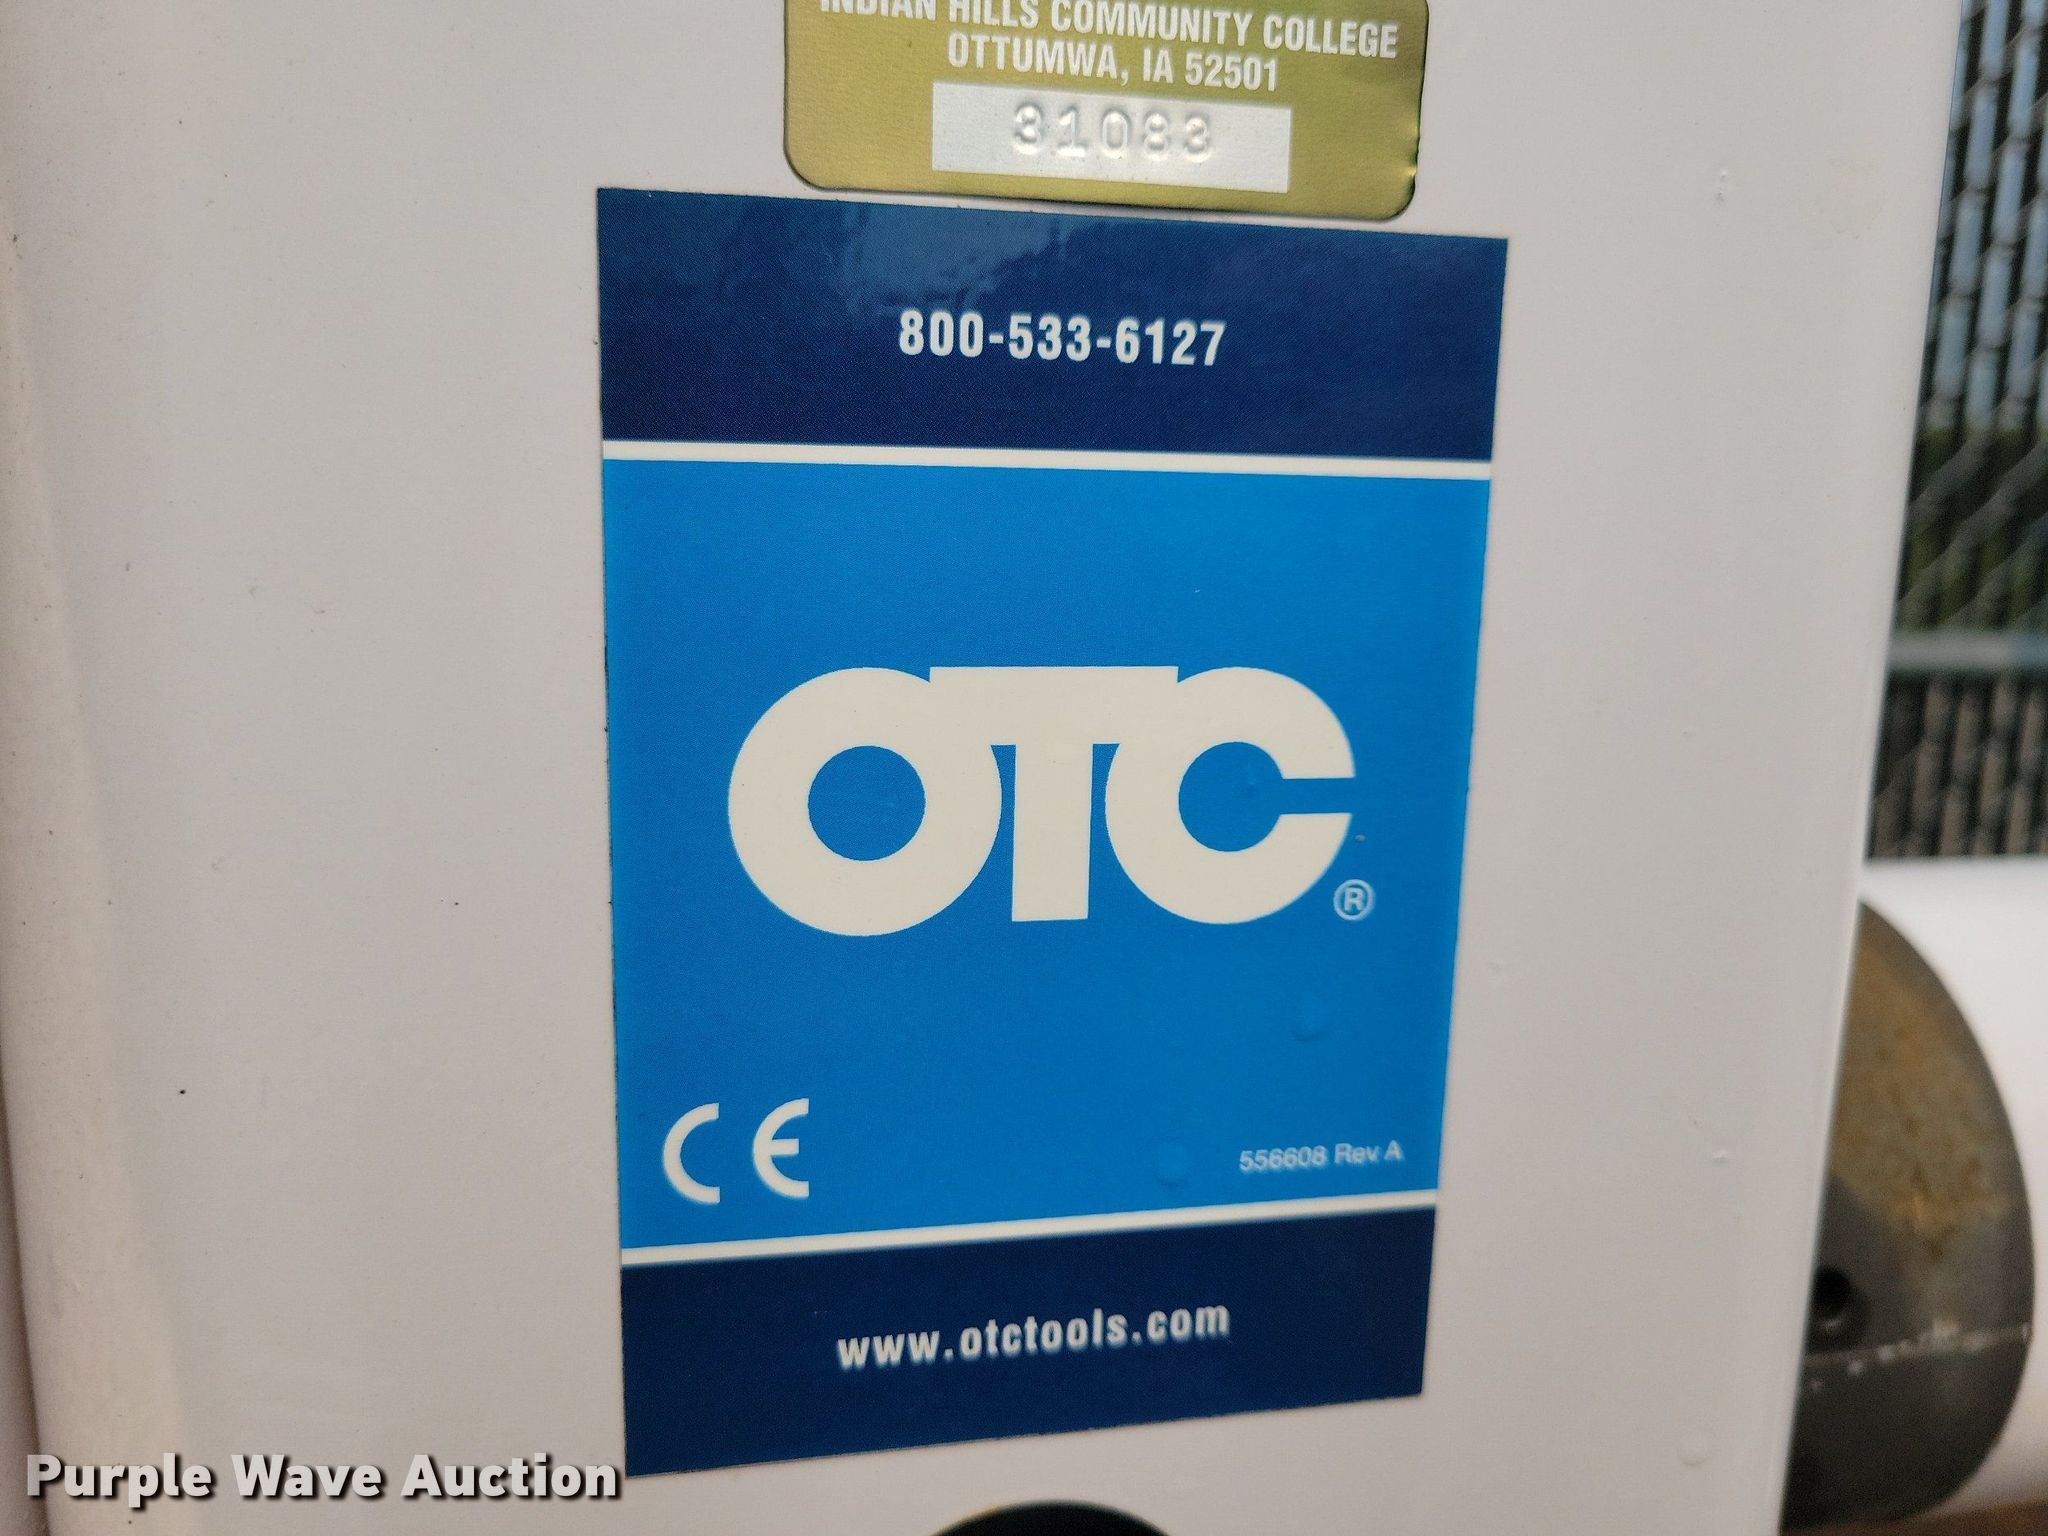 INDIAN HILLS COMMUNITY COLLEGE
OTTUMWA, IA 52501
31083
800-533-6127
OTC®
CE
556608 Rev A
www.otctools.com
Purple Wave Auction